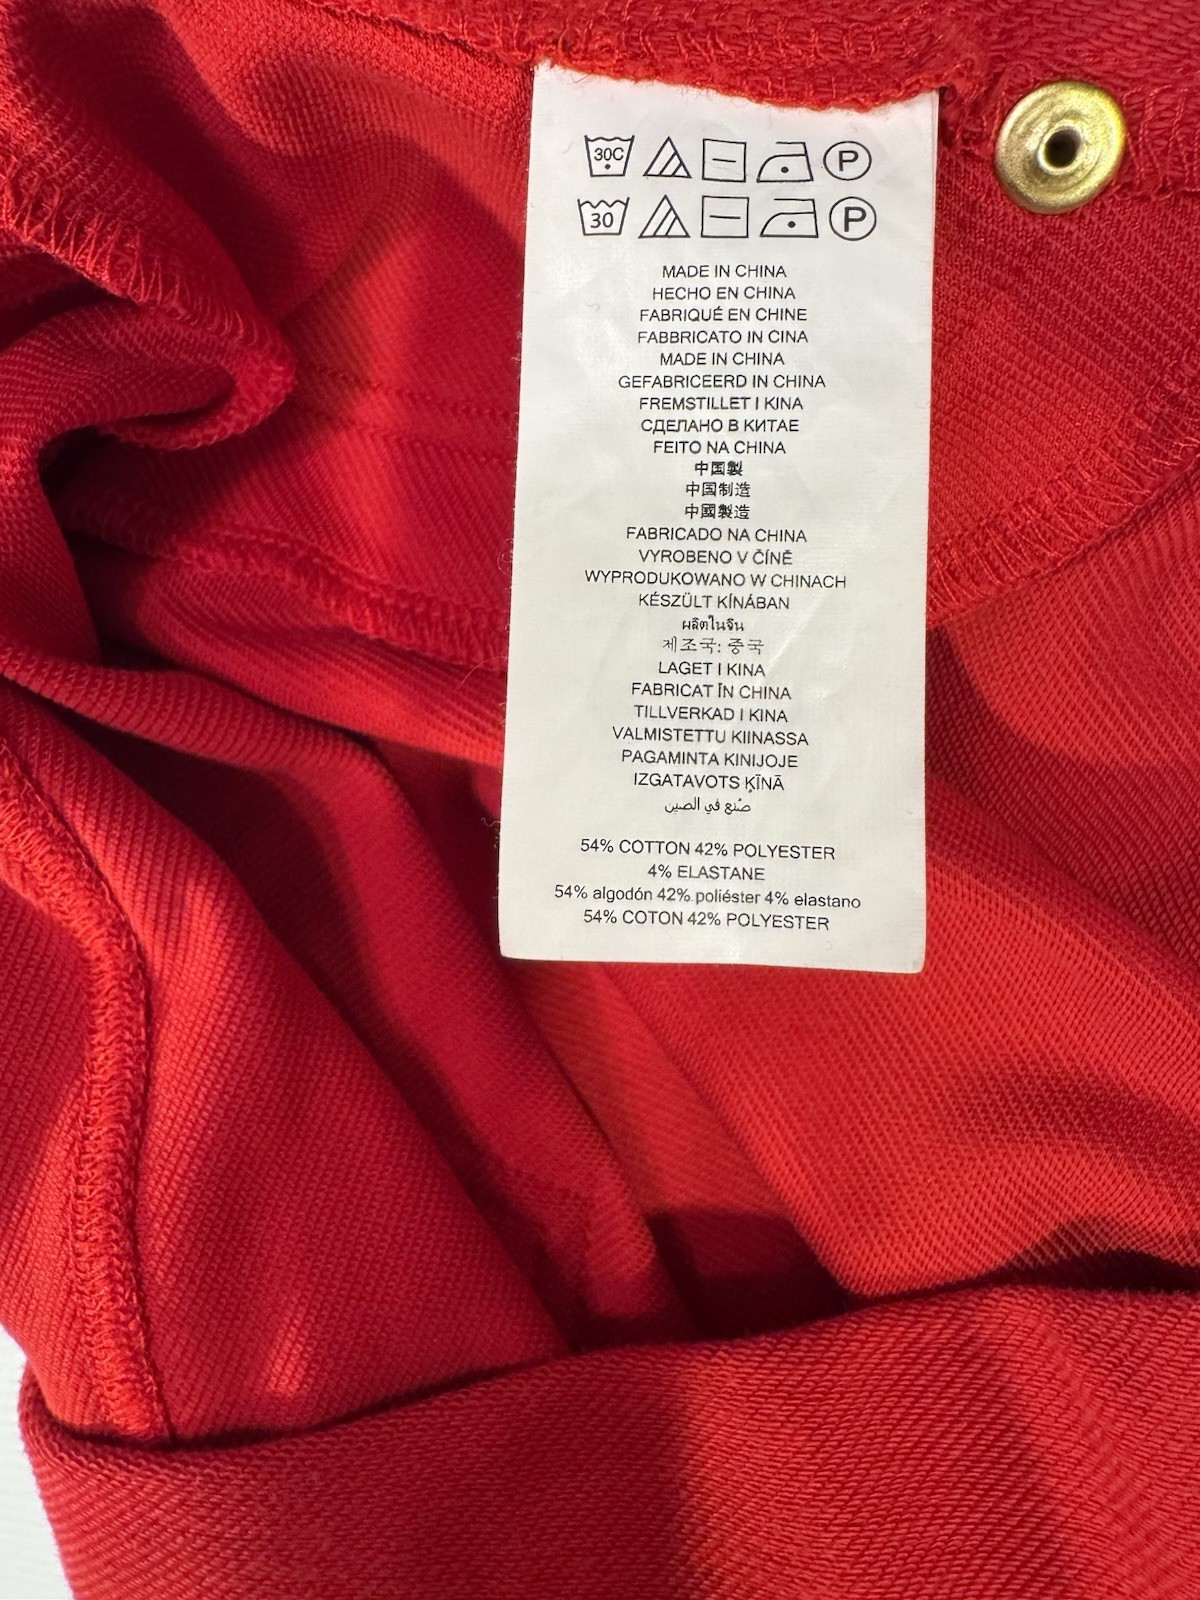 30C P
30 P
MADE IN CHINA
HECHO EN CHINA
FABRIQUÉ EN CHINE
FABBRICATO IN CINA
MADE IN CHINA
GEFABRICEERD IN CHINA
FREMSTILLET I KINA
СДЕЛАНО В КИТАЕ
FEITO NA CHINA
中国製
中国制造
中國製造
FABRICADO NA CHINA
VYROBENO V ČÍNĚ
WYPRODUKOWANO W CHINACH
KÉSZÜLT KÍNÁBAN
ผลิตในจีน
제조국: 중국
LAGET I KINA
FABRICAT ÎN CHINA
TILLVERKAD I KINA
VALMISTETTU KIINASSA
PAGAMINTA KINIJOJE
IZGATAVOTS ĶĪNĀ
صُنع في الصين
54% COTTON 42% POLYESTER
4% ELASTANE
54% algodón 42% poliéster 4% elastano
54% COTON 42% POLYESTER